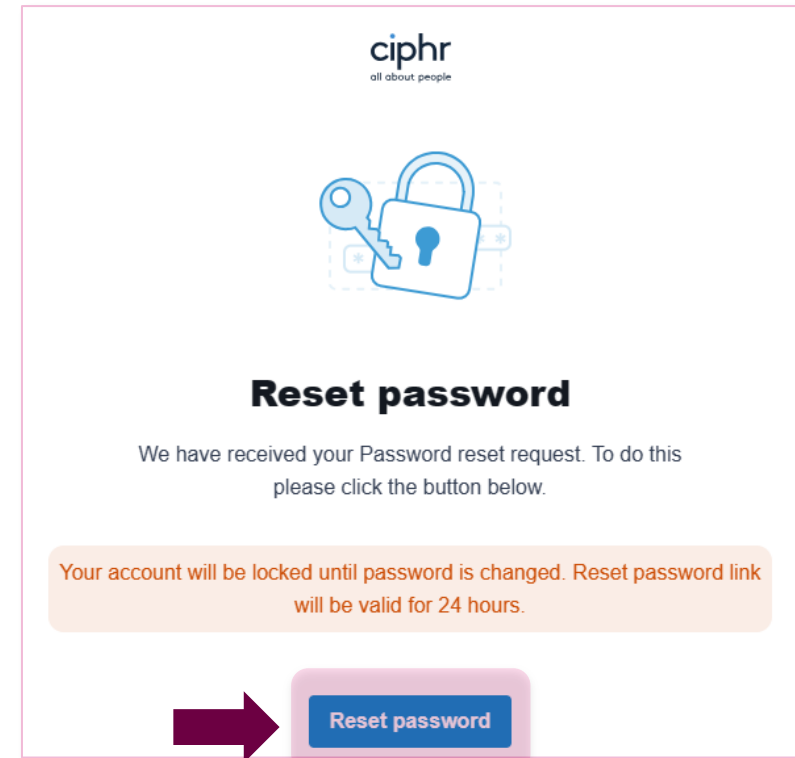 ciphr
all about people
Reset password
We have received your Password reset request. To do this
please click the button below.
Your account will be locked until password is changed. Reset password link
will be valid for 24 hours.
Reset password